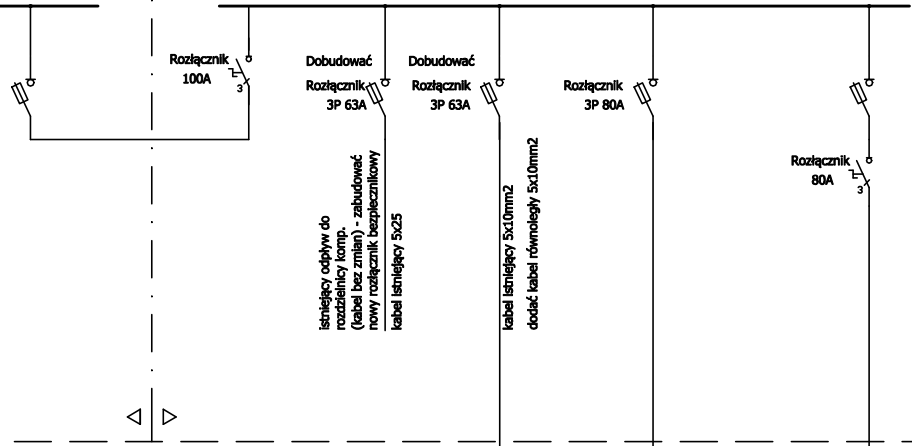 Rozłącznik
100A
3
Dobudować
Rozłącznik
3P 63A
Dobudować
Rozłącznik
3P 63A
Rozłącznik
3P 80A
Rozłącznik
80A
3
istniejący odpływ do
rozdzielnicy komp.
(kabel bez zmian) - zabudować
nowy rozłącznik bezpiecznikowy
kabel istniejący 5x25
kabel istniejący 5x10mm2
dodać kabel równoległy 5x10mm2